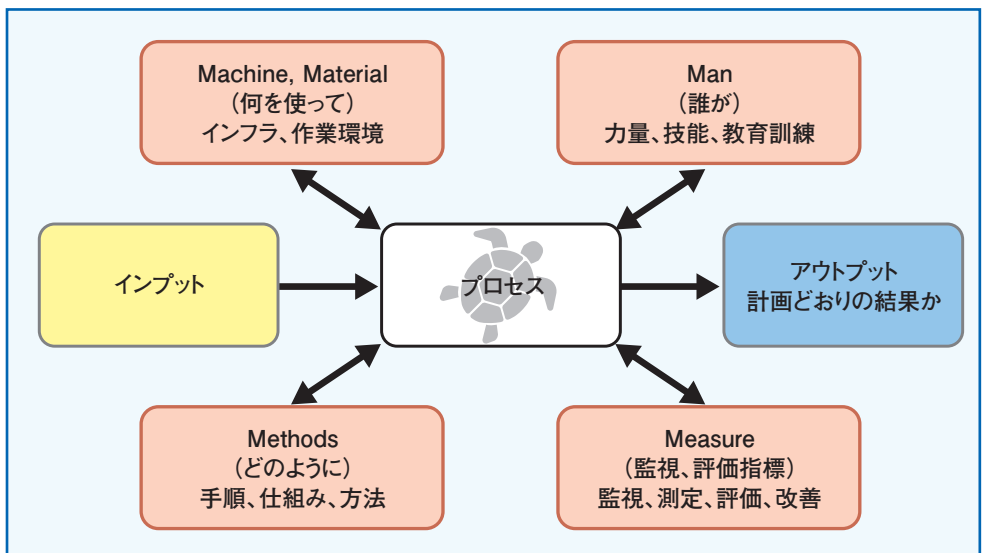 Machine, Material
（何を使って）
インフラ、作業環境
Man
（誰が）
力量、技能、教育訓練
インプット
プロセス
アウトプット
計画どおりの結果か
Methods
（どのように）
手順、仕組み、方法
Measure
（監視、評価指標）
監視、測定、評価、改善